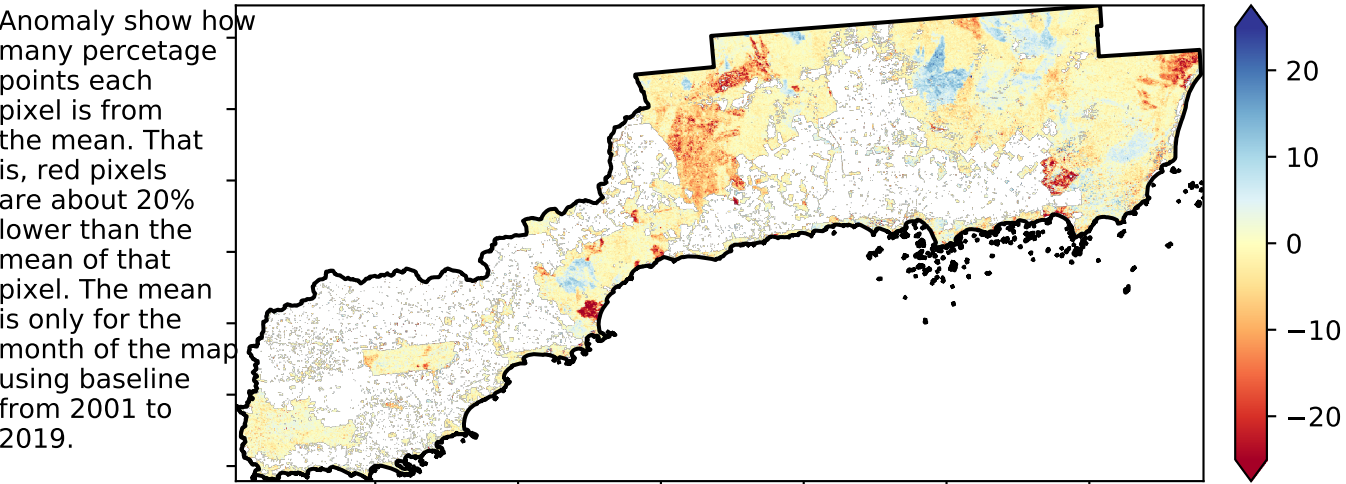 Anomaly show how
many percetage
points each
pixel is from
the mean. That
is, red pixels
are about 20%
lower than the
mean of that
pixel. The mean
is only for the
month of the map
using baseline
from 2001 to
2019.
20
10
0
−10
−20